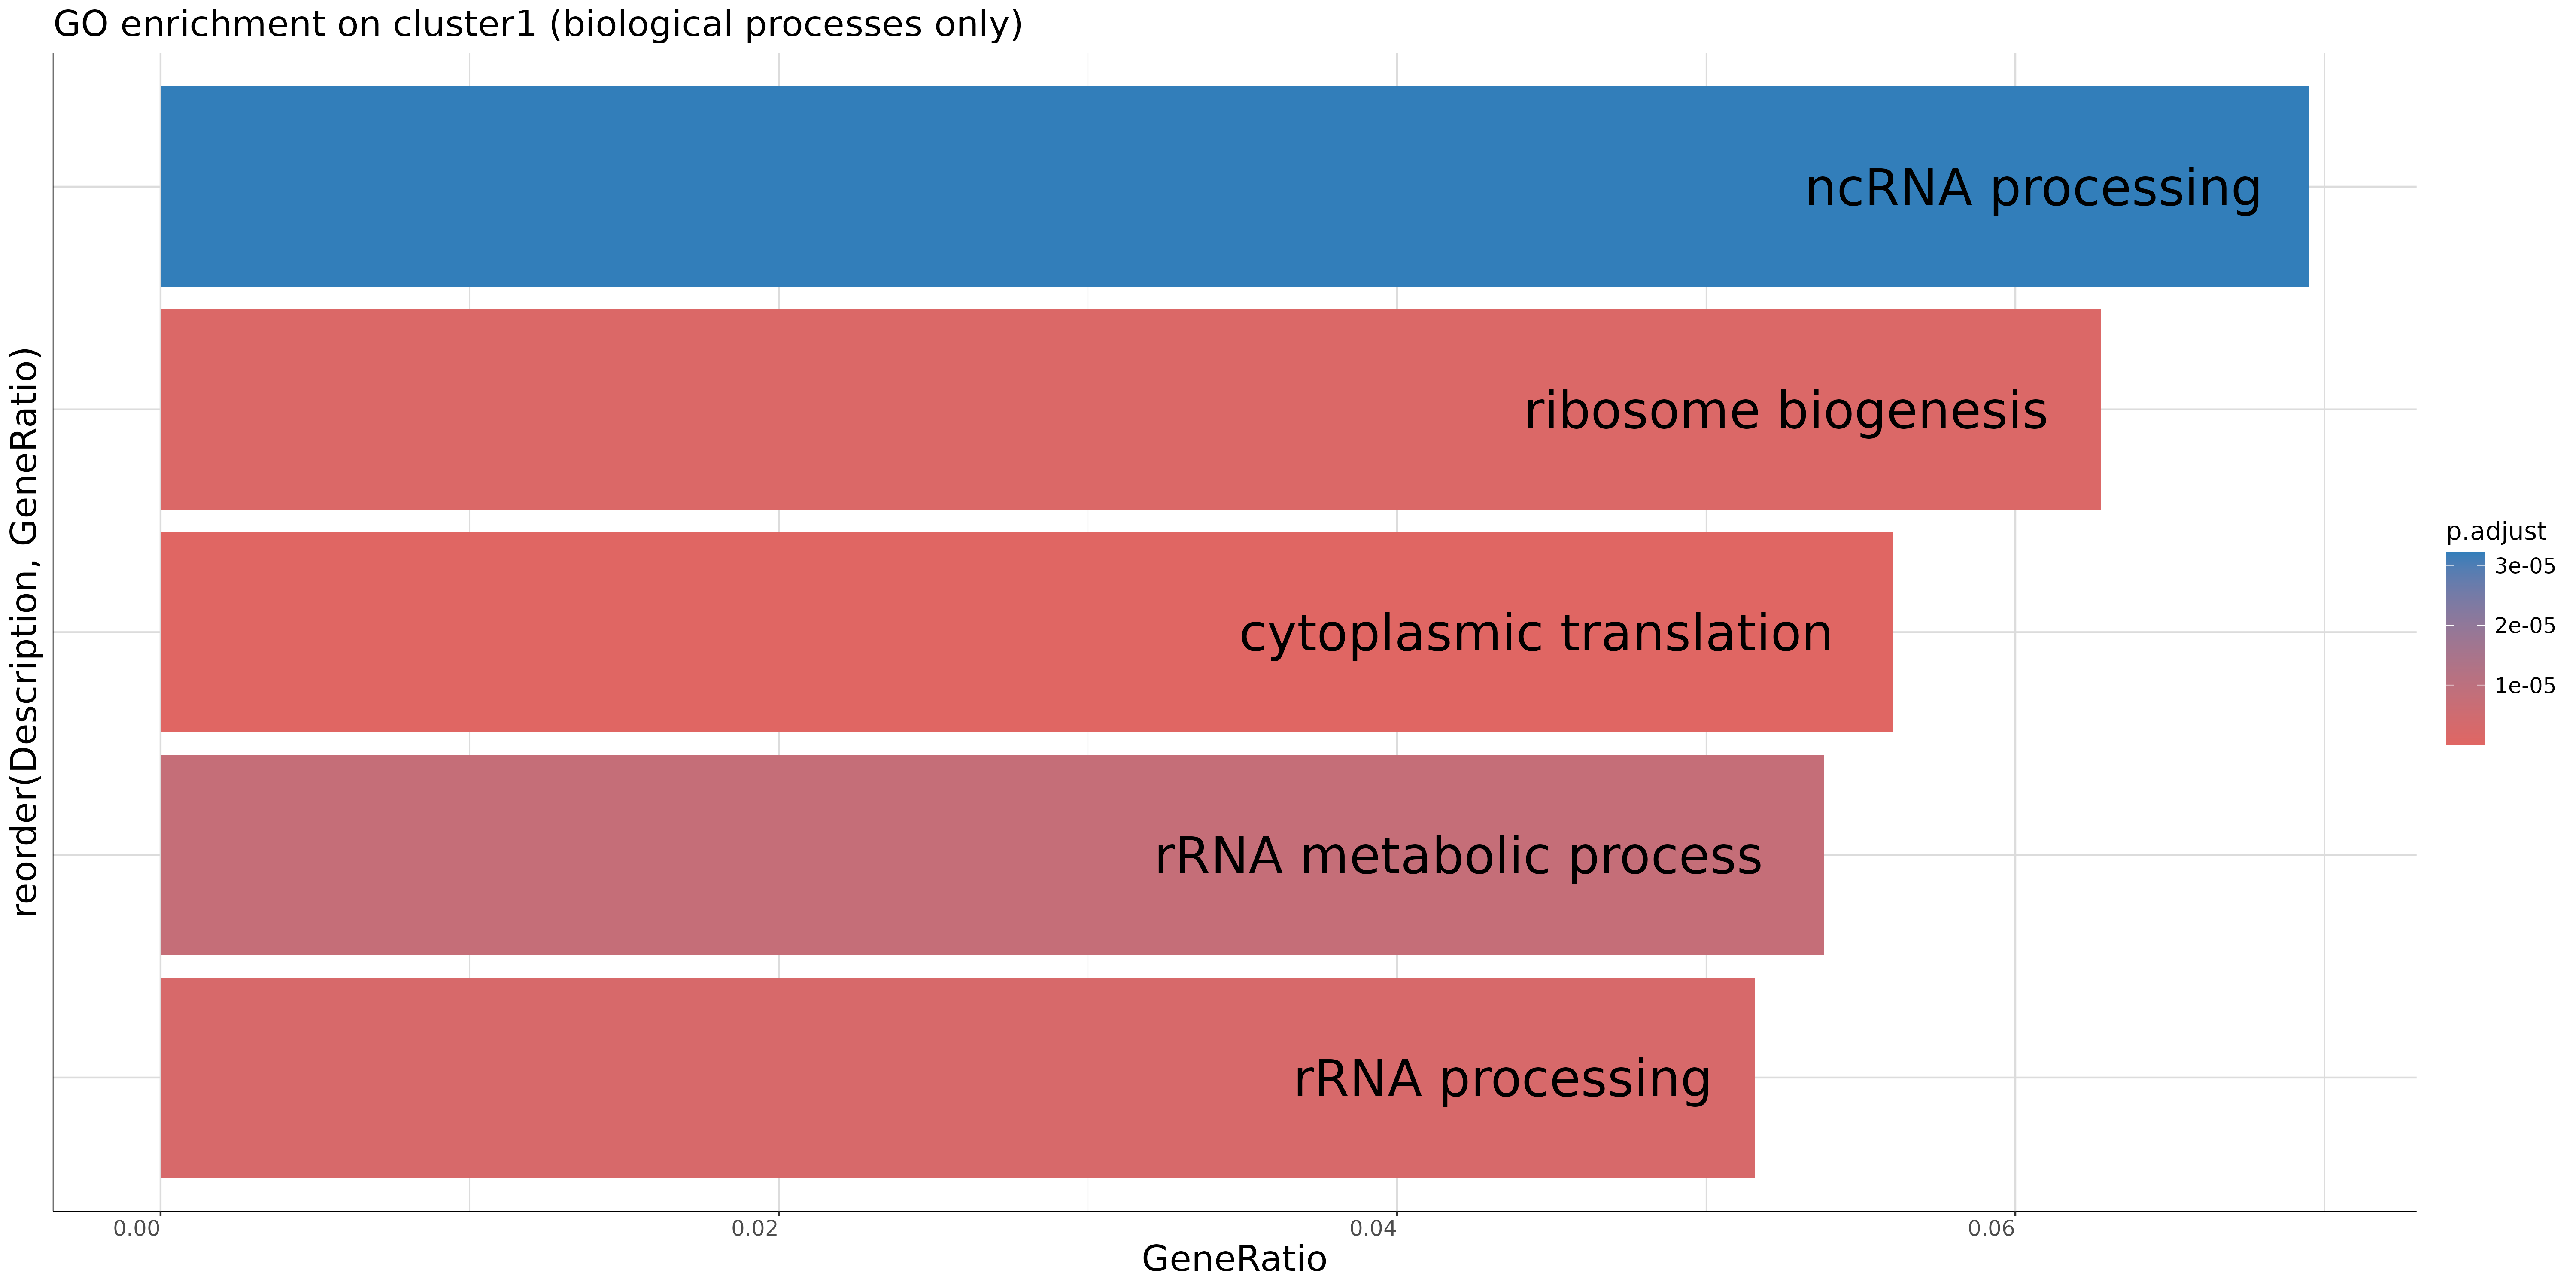 GO enrichment on cluster1 (biological processes only)
reorder(Description, GeneRatio)
ncRNA processing
ribosome biogenesis
cytoplasmic translation
rRNA metabolic process
rRNA processing
0.00 0.02 0.04 0.06
GeneRatio
p.adjust
3e-05
2e-05
1e-05